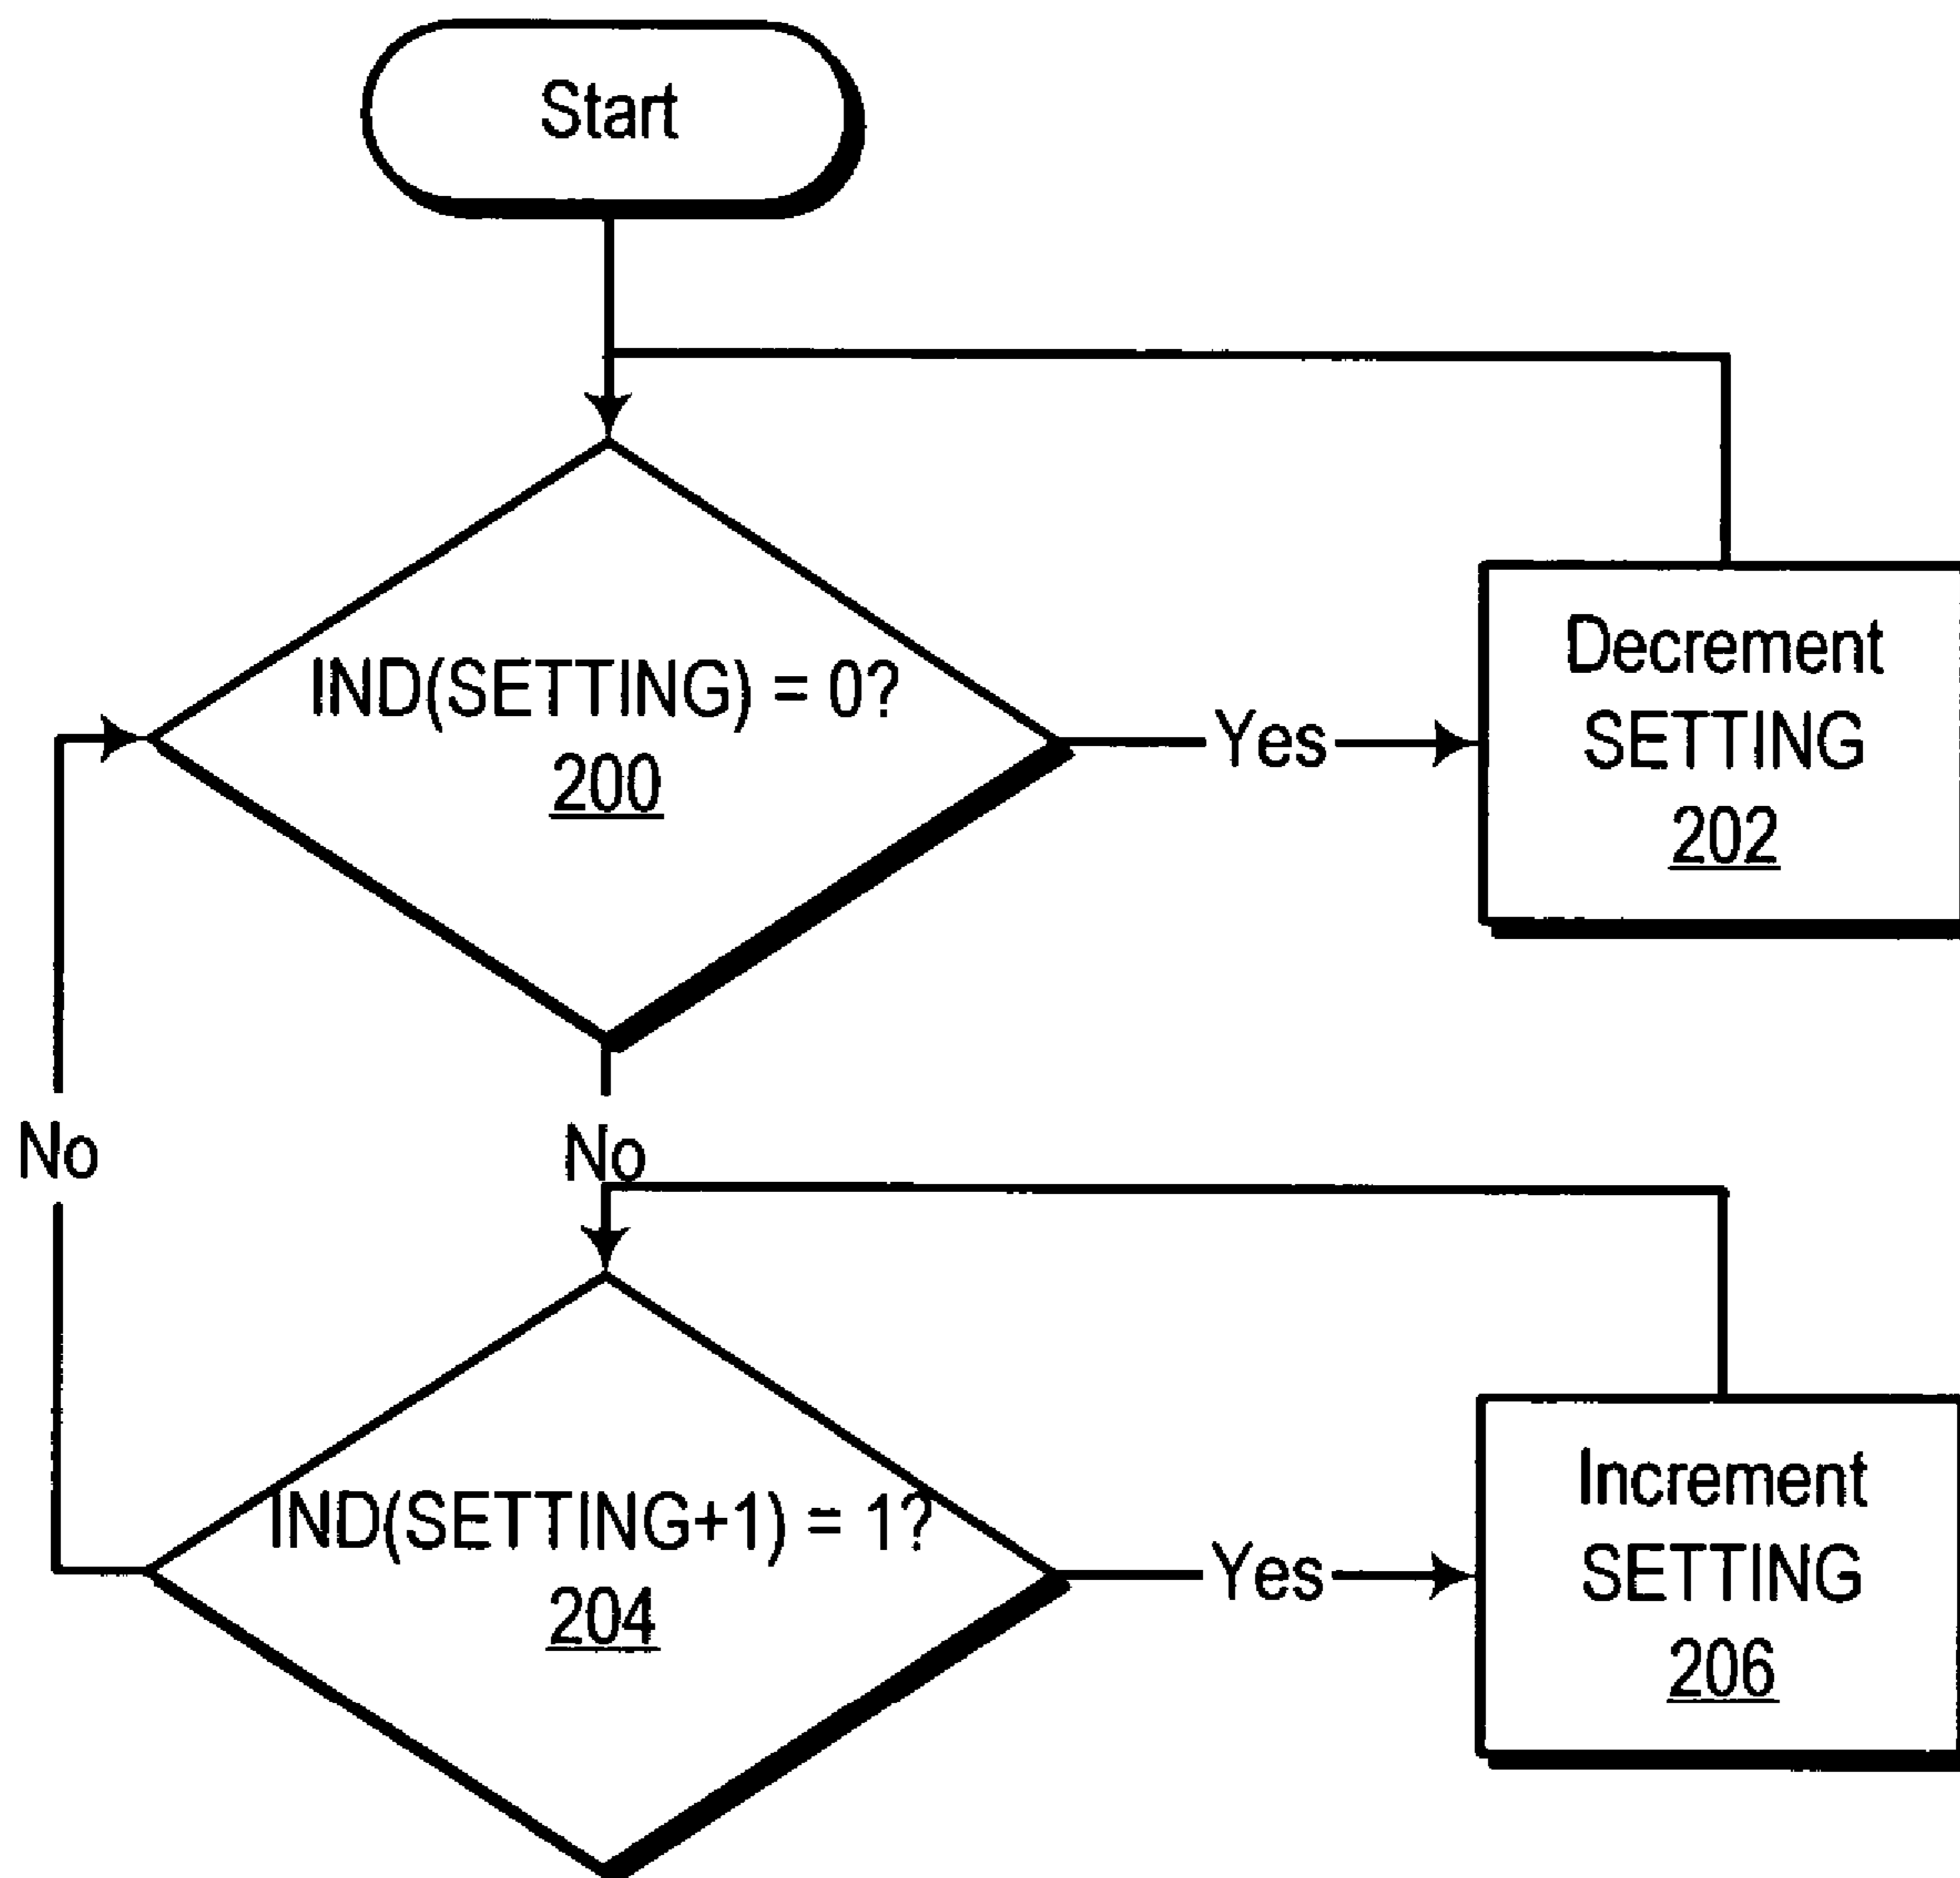 Start
IND(SETTING) = 0?
200
Yes
Decrement
SETTING
202
No
No
IND(SETTING+1) = 1?
204
Yes
Increment
SETTING
206